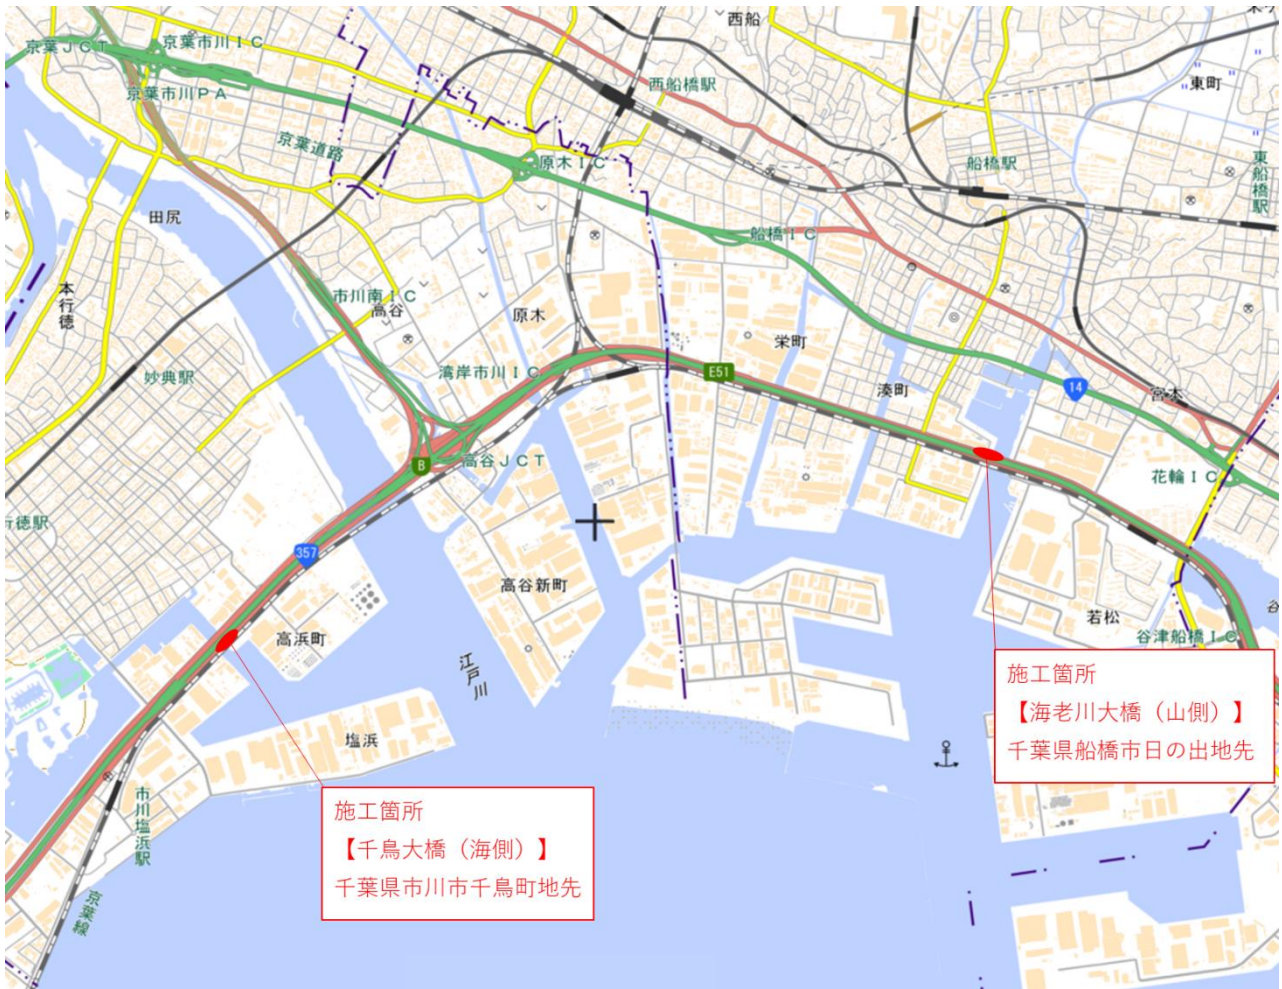 西船
京葉ＪＣＴ
京葉市川ＩＣ
京葉市川ＰＡ
西船橋駅
東町
京葉道路
原木ＩＣ
船橋駅
東船橋駅
田尻
船橋ＩＣ
本行徳
市川南ＩＣ
高谷
原木
栄町
妙典駅
湾岸市川ＩＣ
E51
湊町
14
宮本
B
高谷ＪＣＴ
花輪ＩＣ
357
高谷新町
高浜町
若松
谷津船橋ＩＣ
江戸川
塩浜
市川塩浜駅
京葉線
施工箇所
【海老川大橋（山側）】
千葉県船橋市日の出地先
施工箇所
【千鳥大橋（海側）】
千葉県市川市千鳥町地先